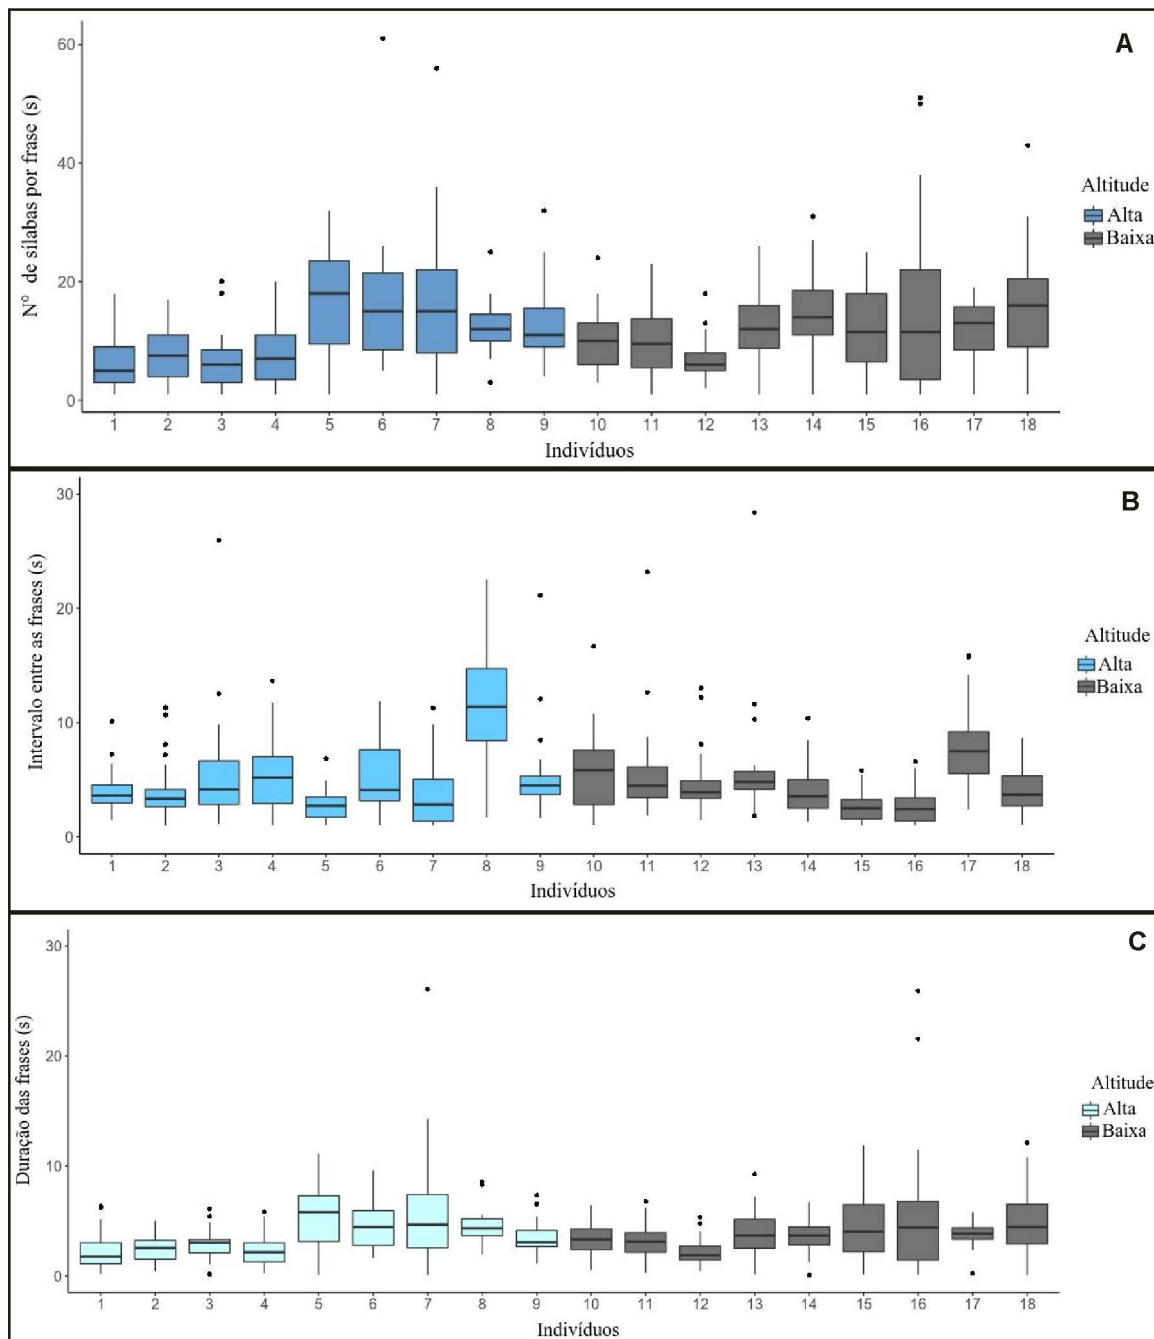 A
60
40
20
0
N° de sílabas por frase (s)
1 2 3 4 5 6 7 8 9 10 11 12 13 14 15 16 17 18
Indivíduos
Altitude
Alta
Baixa
B
30
20
10
0
Intervalo entre as frases (s)
1 2 3 4 5 6 7 8 9 10 11 12 13 14 15 16 17 18
Indivíduos
Altitude
Alta
Baixa
C
30
20
10
0
Duração das frases (s)
1 2 3 4 5 6 7 8 9 10 11 12 13 14 15 16 17 18
Indivíduos
Altitude
Alta
Baixa